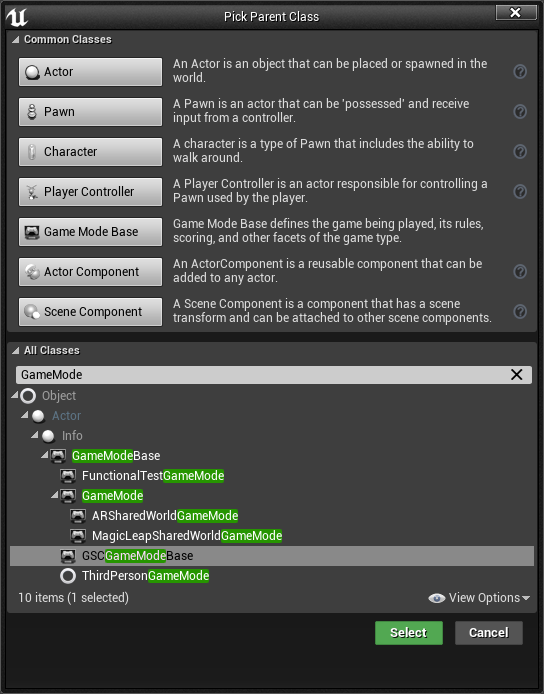 Pick Parent Class
Common Classes
Actor
An Actor is an object that can be placed or spawned in the
world.
Pawn
A Pawn is an actor that can be 'possessed' and receive
input from a controller.
Character
A character is a type of Pawn that includes the ability to
walk around.
Player Controller
A Player Controller is an actor responsible for controlling a
Pawn used by the player.
Game Mode Base
Game Mode Base defines the game being played, its rules,
scoring, and other facets of the game type.
Actor Component
An ActorComponent is a reusable component that can be
added to any actor.
Scene Component
A Scene Component is a component that has a scene
transform and can be attached to other scene components.
All Classes
GameMode
Object
Actor
Info
GameModeBase
FunctionalTestGameMode
GameMode
ARSharedWorldGameMode
MagicLeapSharedWorldGameMode
GSCGameModeBase
ThirdPersonGameMode
10 items (1 selected)
View Options
Select
Cancel